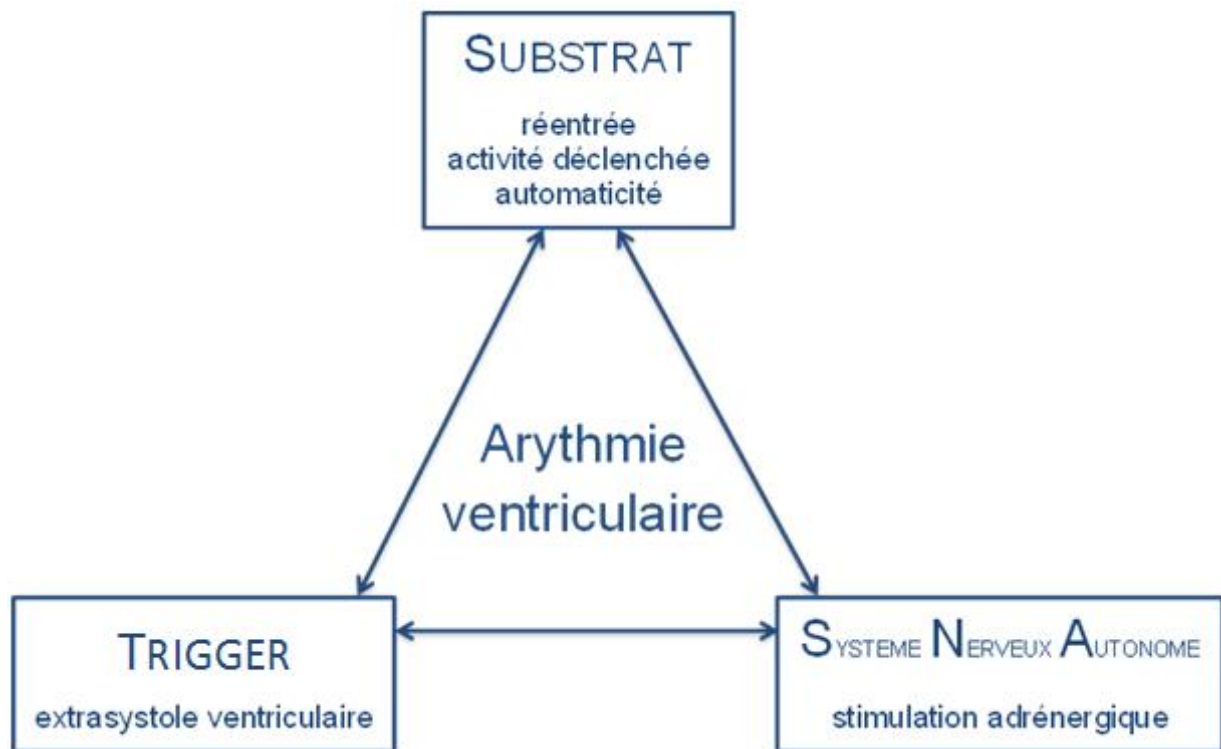 SUBSTRAT
réentrée
activité déclenchée
automaticité
Arythmie
ventriculaire
TRIGGER
extrasystole ventriculaire
SYSTEME NERVEUX AUTONOME
stimulation adrénergique